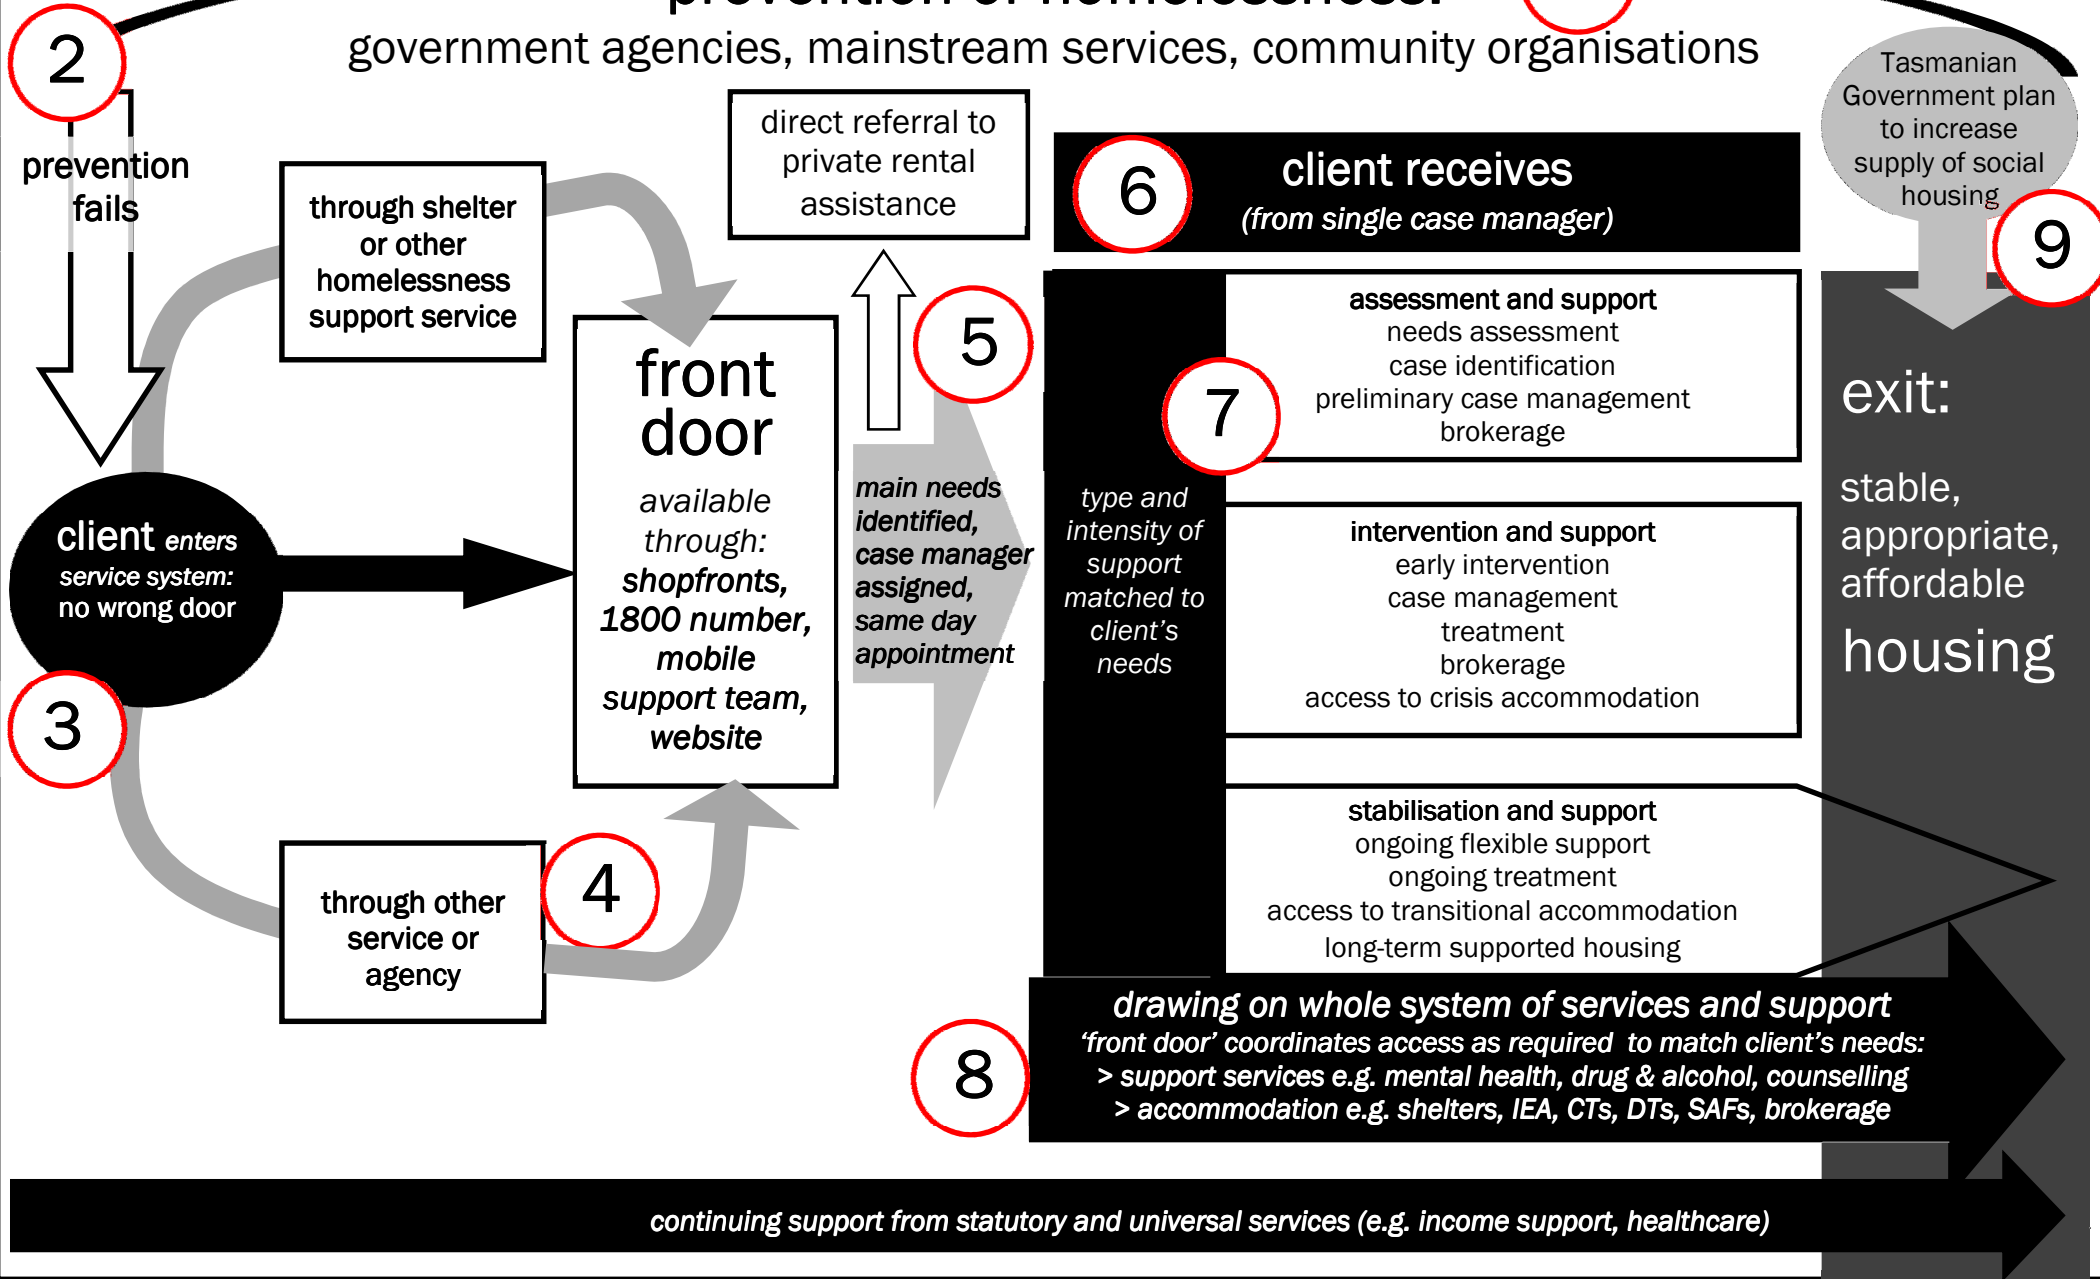 prevention of homelessness:
government agencies, mainstream services, community organisations
2
prevention
fails
through shelter
or other
homelessness
support service
direct referral to
private rental
assistance
6
client receives
(from single case manager)
Tasmanian
Government plan
to increase
supply of social
housing
9
5
front
door
available
through:
shopfronts,
1800 number,
mobile
support team,
website
main needs
identified,
case manager
assigned,
same day
appointment
client enters
service system:
no wrong door
3
4
through other
service or
agency
type and
intensity of
support
matched to
client’s
needs
7
assessment and support
needs assessment
case identification
preliminary case management
brokerage
intervention and support
early intervention
case management
treatment
brokerage
access to crisis accommodation
stabilisation and support
ongoing flexible support
ongoing treatment
access to transitional accommodation
long-term supported housing
exit:
stable,
appropriate,
affordable
housing
8
drawing on whole system of services and support
‘front door’ coordinates access as required to match client’s needs:
> support services e.g. mental health, drug & alcohol, counselling
> accommodation e.g. shelters, IEA, CTs, DTs, SAFs, brokerage
continuing support from statutory and universal services (e.g. income support, healthcare)